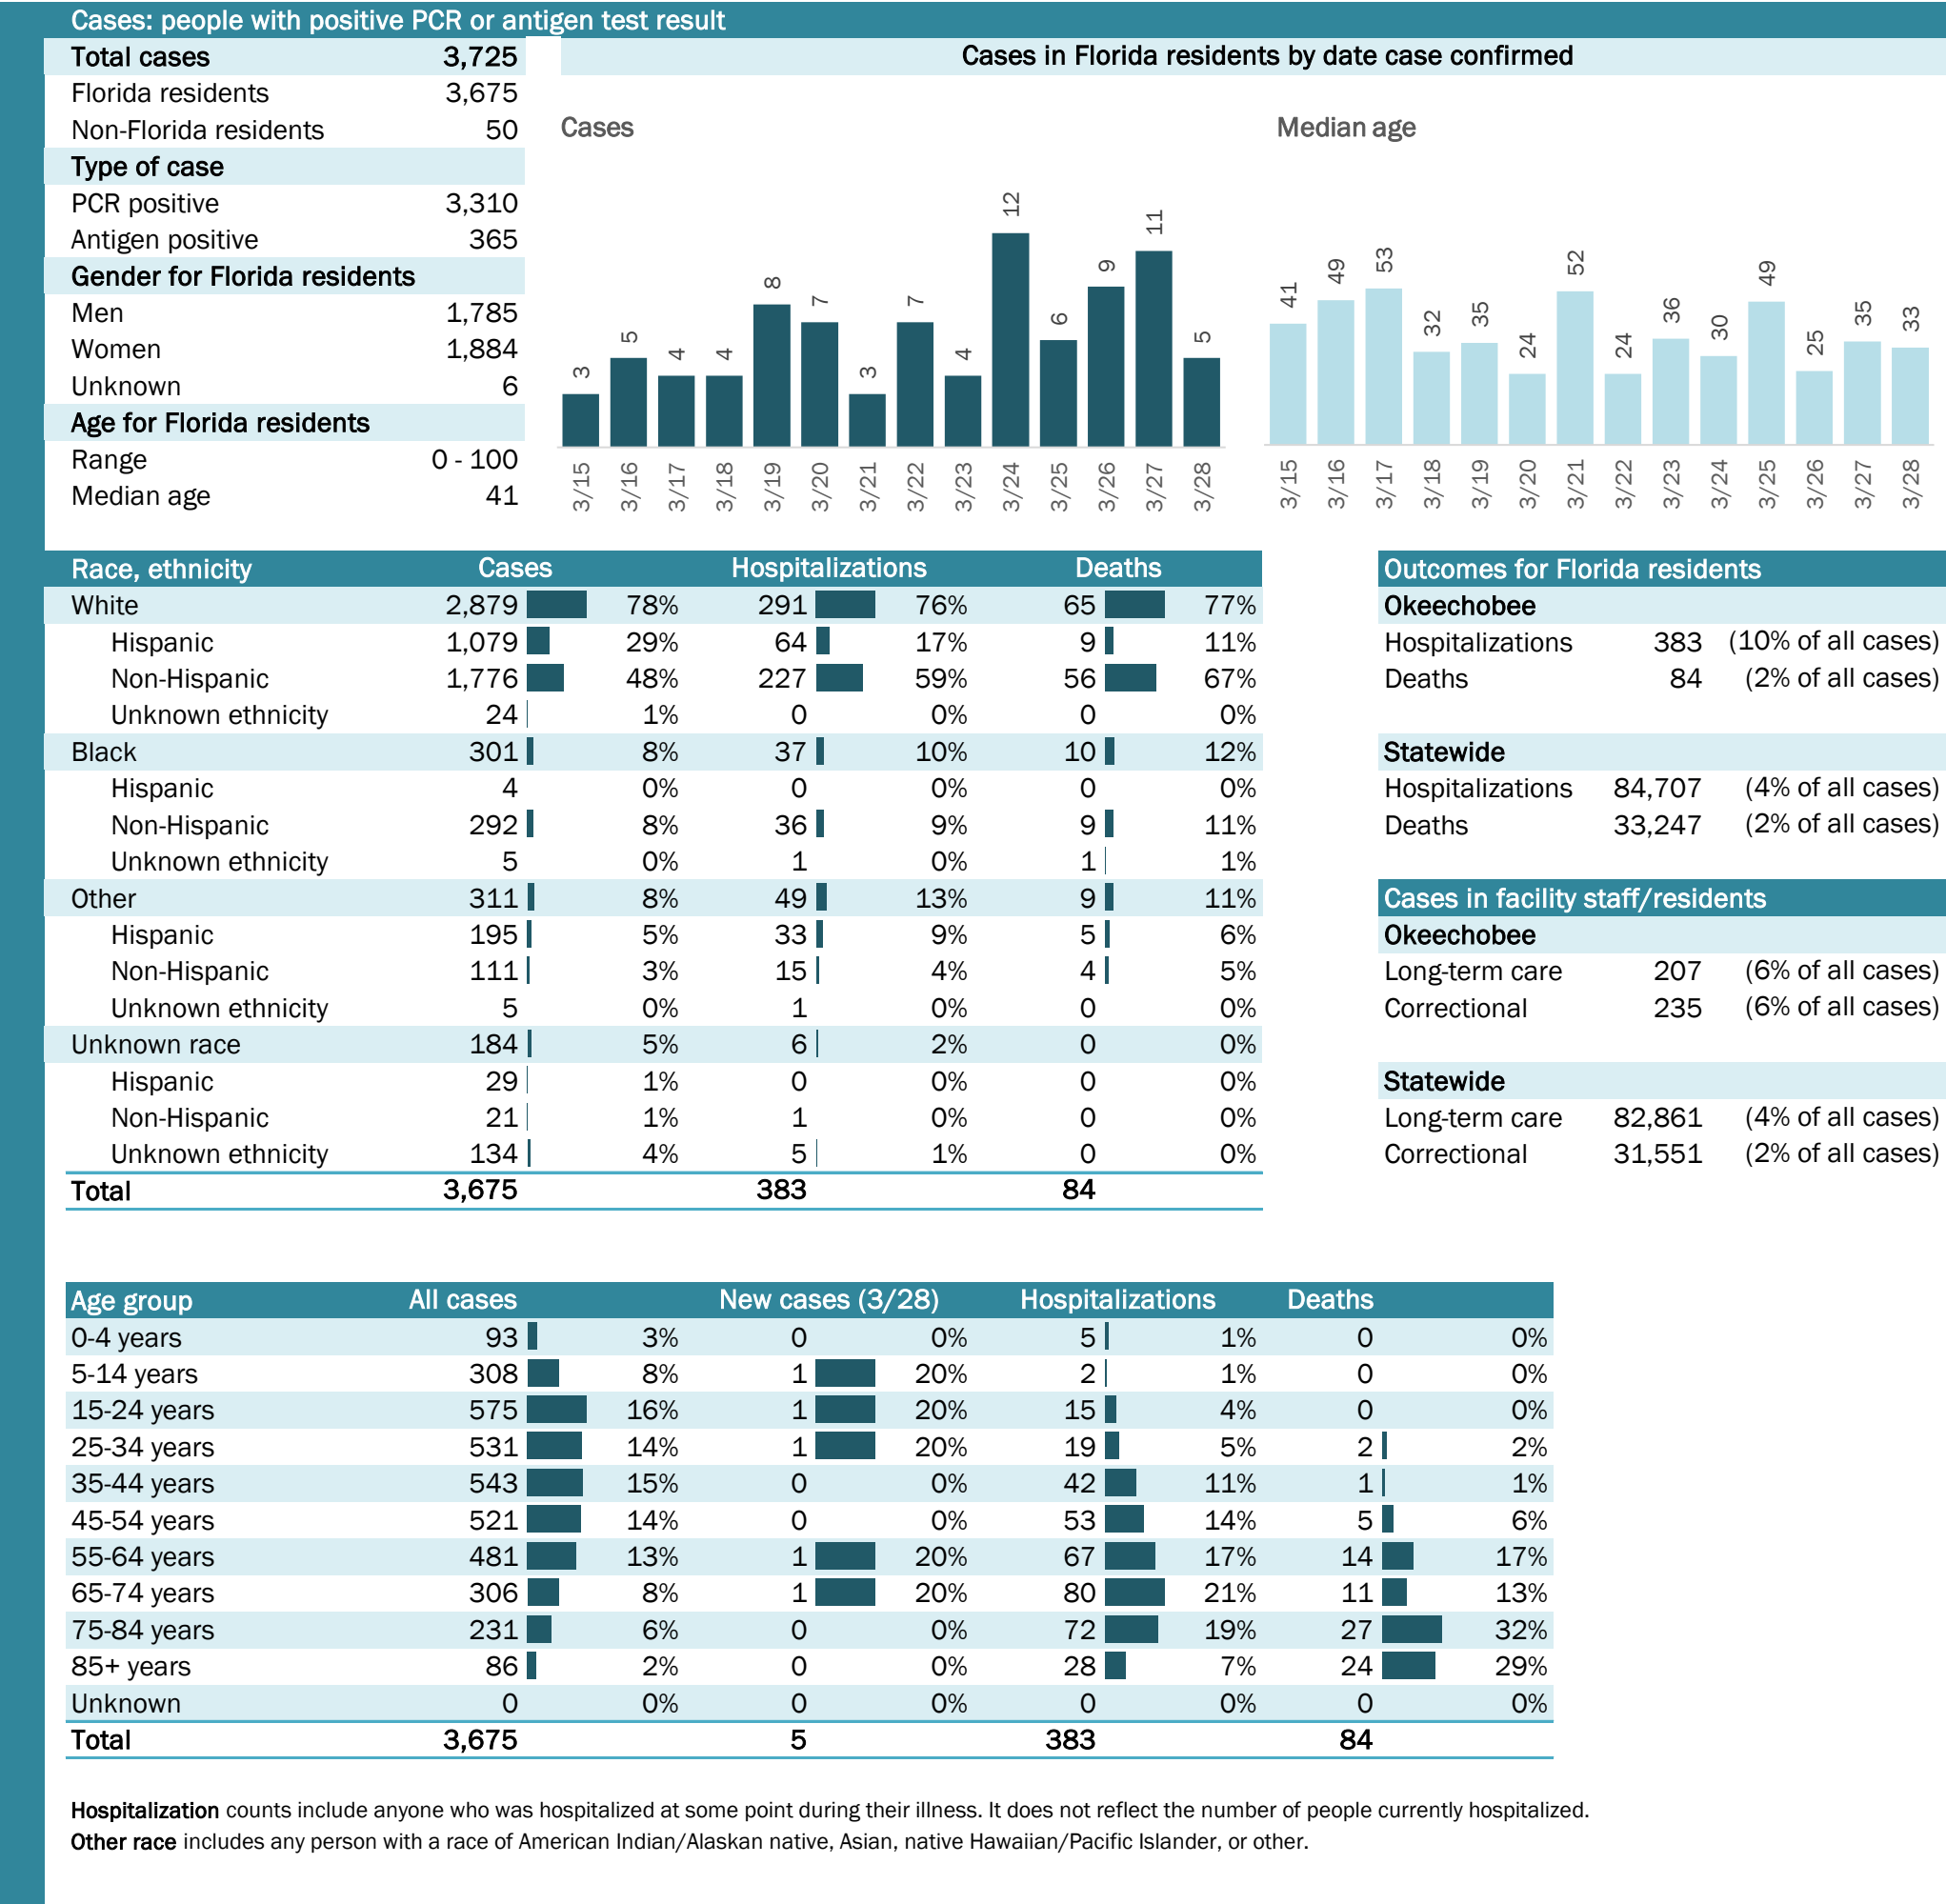 Cases: people with positive PCR or antigen test result
Total cases 3,725
Florida residents 3,675
Non-Florida residents 50
Type of case
PCR positive 3,310
Antigen positive 365
Gender for Florida residents
Men 1,785
Women 1,884
Unknown 6
Age for Florida residents
Range 0 - 100
Median age 41
Cases in Florida residents by date case confirmed
Cases
3 5 4 4 8 7 3 7 4 12 6 9 11 5
3/15 3/16 3/17 3/18 3/19 3/20 3/21 3/22 3/23 3/24 3/25 3/26 3/27 3/28
Median age
41 49 53 32 35 24 52 24 36 30 49 25 35 33
3/15 3/16 3/17 3/18 3/19 3/20 3/21 3/22 3/23 3/24 3/25 3/26 3/27 3/28
Race, ethnicity Cases Hospitalizations Deaths
White 2,879 78% 291 76% 65 77%
Hispanic 1,079 29% 64 17% 9 11%
Non-Hispanic 1,776 48% 227 59% 56 67%
Unknown ethnicity 24 1% 0 0% 0 0%
Black 301 8% 37 10% 10 12%
Hispanic 4 0% 0 0% 0 0%
Non-Hispanic 292 8% 36 9% 9 11%
Unknown ethnicity 5 0% 1 0% 1 1%
Other 311 8% 49 13% 9 11%
Hispanic 195 5% 33 9% 5 6%
Non-Hispanic 111 3% 15 4% 4 5%
Unknown ethnicity 5 0% 1 0% 0 0%
Unknown race 184 5% 6 2% 0 0%
Hispanic 29 1% 0 0% 0 0%
Non-Hispanic 21 1% 1 0% 0 0%
Unknown ethnicity 134 4% 5 1% 0 0%
Total 3,675 383 84
Outcomes for Florida residents
Okeechobee
Hospitalizations 383 (10% of all cases)
Deaths 84 (2% of all cases)
Statewide
Hospitalizations 84,707 (4% of all cases)
Deaths 33,247 (2% of all cases)
Cases in facility staff/residents
Okeechobee
Long-term care 207 (6% of all cases)
Correctional 235 (6% of all cases)
Statewide
Long-term care 82,861 (4% of all cases)
Correctional 31,551 (2% of all cases)
Age group All cases New cases (3/28) Hospitalizations Deaths
0-4 years 93 3% 0 0% 5 1% 0 0%
5-14 years 308 8% 1 20% 2 1% 0 0%
15-24 years 575 16% 1 20% 15 4% 0 0%
25-34 years 531 14% 1 20% 19 5% 2 2%
35-44 years 543 15% 0 0% 42 11% 1 1%
45-54 years 521 14% 0 0% 53 14% 5 6%
55-64 years 481 13% 1 20% 67 17% 14 17%
65-74 years 306 8% 1 20% 80 21% 11 13%
75-84 years 231 6% 0 0% 72 19% 27 32%
85+ years 86 2% 0 0% 28 7% 24 29%
Unknown 0 0% 0 0% 0 0% 0 0%
Total 3,675 5 383 84
Hospitalization counts include anyone who was hospitalized at some point during their illness. It does not reflect the number of people currently hospitalized.
Other race includes any person with a race of American Indian/Alaskan native, Asian, native Hawaiian/Pacific Islander, or other.